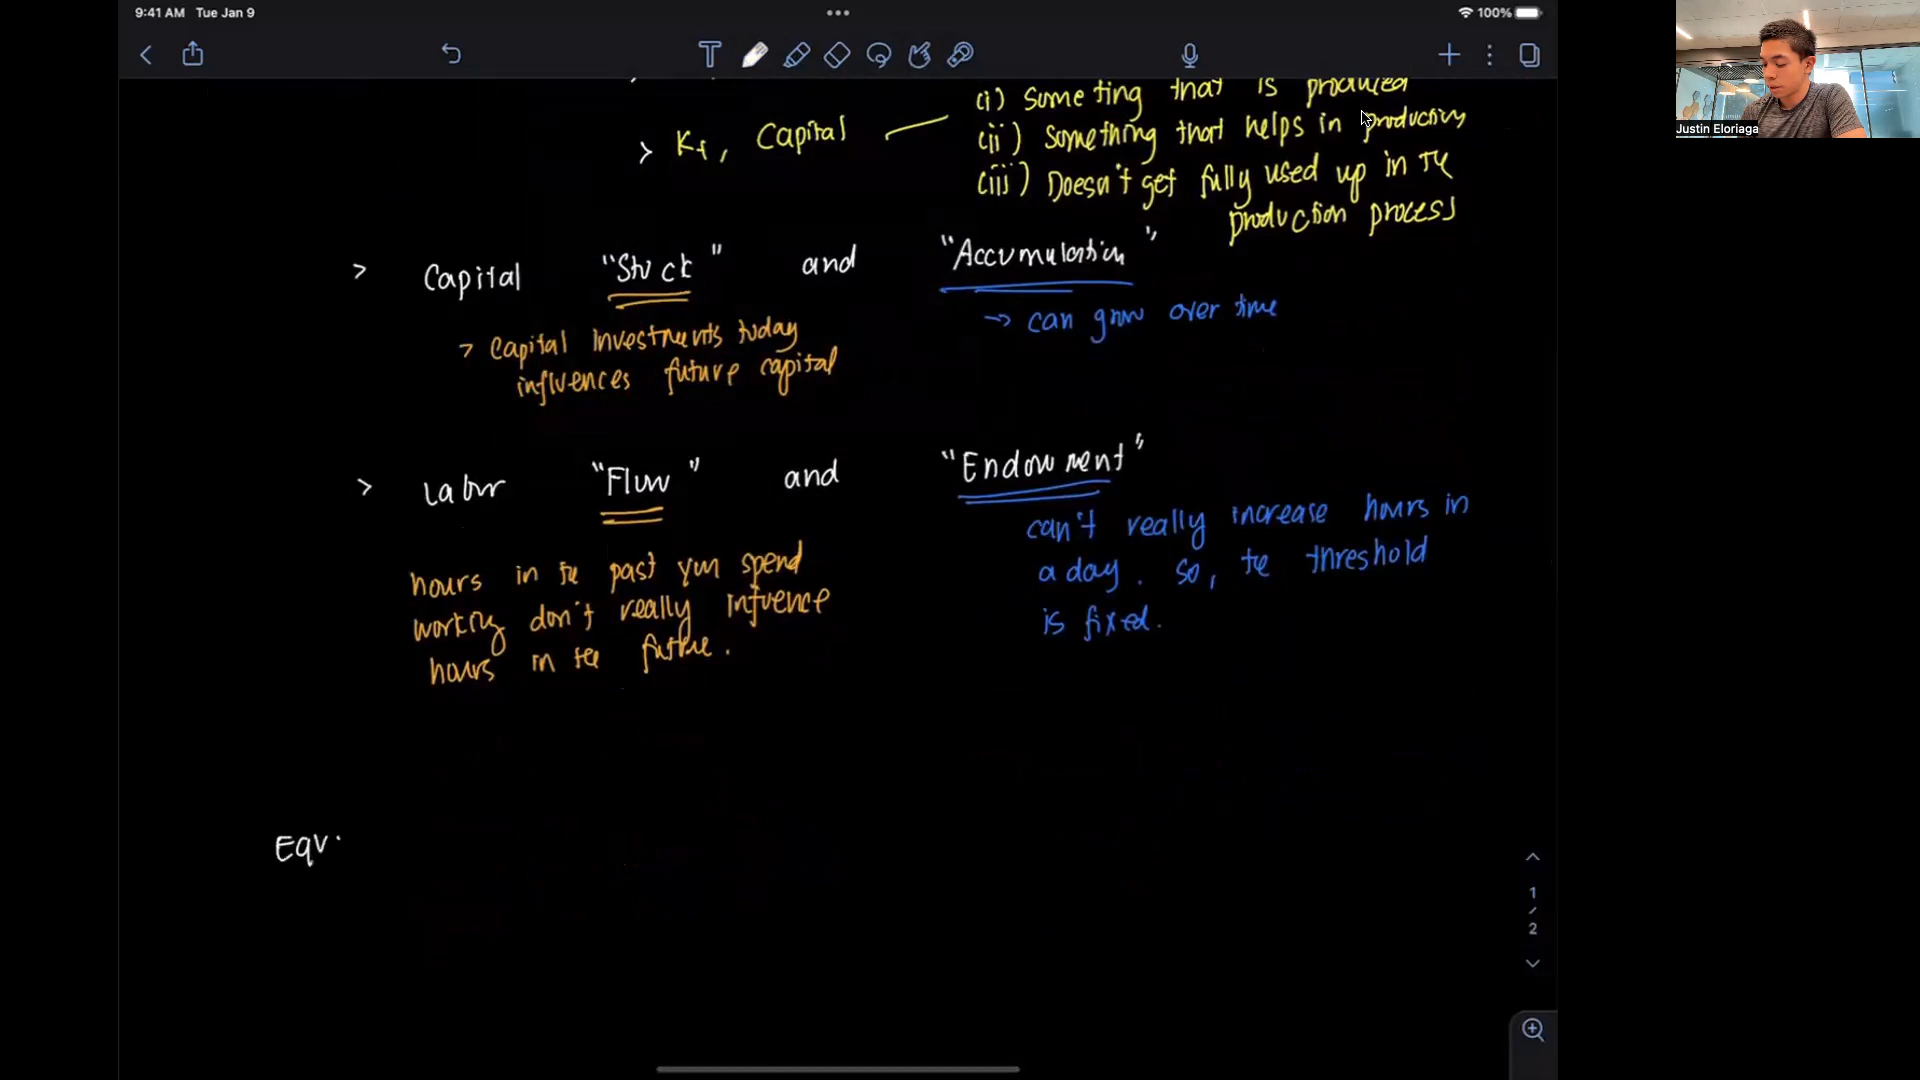 9:41 AM Tue Jan 9
100%
Justin Eloriaga
(i) Someting that is produced
(ii) Something that helps in production
> Kt, Capital
(iii) Doesn't get fully used up in the
production process
> Capital "Stock" and "Accumulation"
→ can grow over time
> Capital Investments today
influences future capital
> Labor "Flow" and "Endowment"
can't really increase hours in
a day. So, the threshold
is fixed.
hours in the past you spend
working don't really influence
hours in the future.
Equ
1
/
2